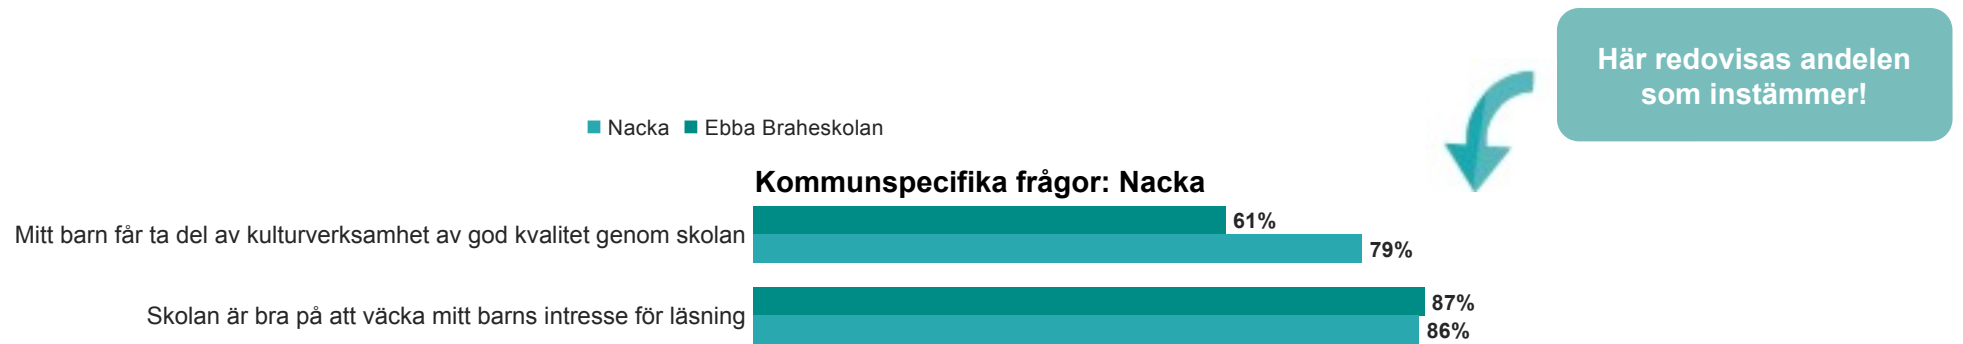 Här redovisas andelen
som instämmer!
Nacka Ebba Braheskolan
Kommunspecifika frågor: Nacka
Mitt barn får ta del av kulturverksamhet av god kvalitet genom skolan
61%
79%
Skolan är bra på att väcka mitt barns intresse för läsning
87%
86%